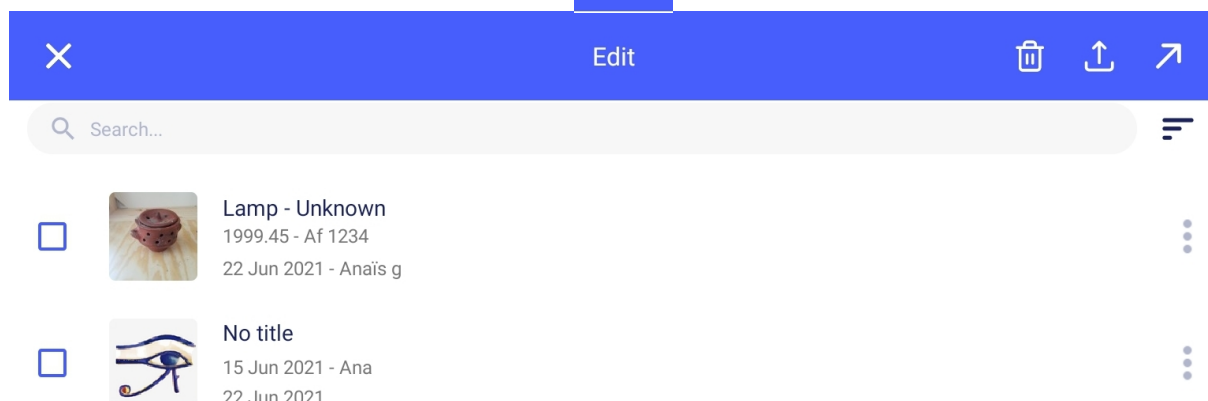 Edit
Search...
Lamp - Unknown
1999.45 - Af 1234
22 Jun 2021 - Anaïs g
No title
15 Jun 2021 - Ana
22 Jun 2021